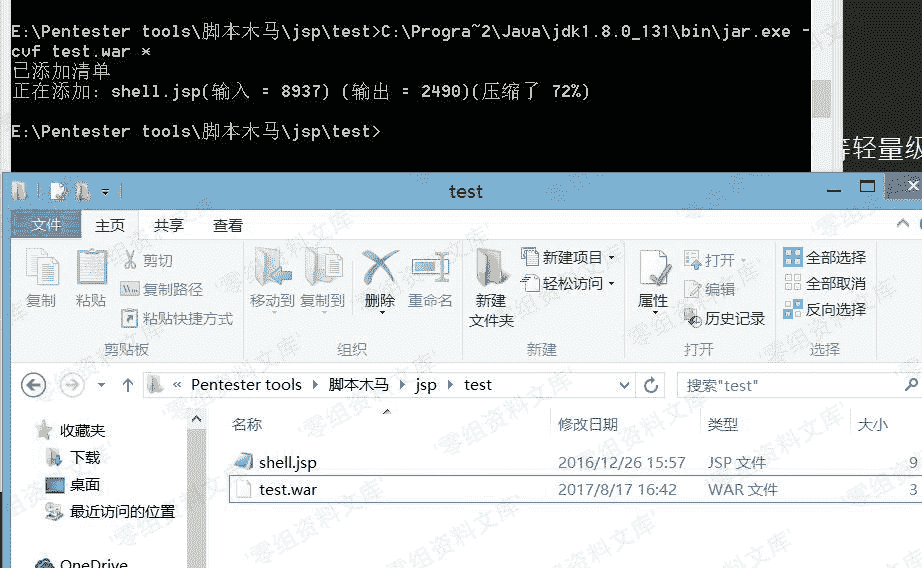 E:\Pentester tools\脚本木马\jsp\test>C:\Progra~2\Java\jdk1.8.0_131\bin\jar.exe -
cvf test.war *
已添加清单
正在添加: shell.jsp(输入 = 8937) (输出 = 2490)(压缩了 72%)
E:\Pentester tools\脚本木马\jsp\test>
等轻量级
test
文件 主页 共享 查看
复制 粘贴 剪切 复制路径 粘贴快捷方式
剪贴板
移动到 复制到 删除 重命名
组织
新建
文件夹
新建项目
轻松访问
新建
属性 打开 编辑 历史记录
打开
全部选择
全部取消
反向选择
选择
« Pentester tools 脚本木马 jsp test 搜索"test"
收藏夹
下载
桌面
最近访问的位置
OneDrive
名称 修改日期 类型 大小
shell.jsp 2016/12/26 15:57 JSP 文件 9
test.war 2017/8/17 16:42 WAR 文件 3
'零组资料文库'